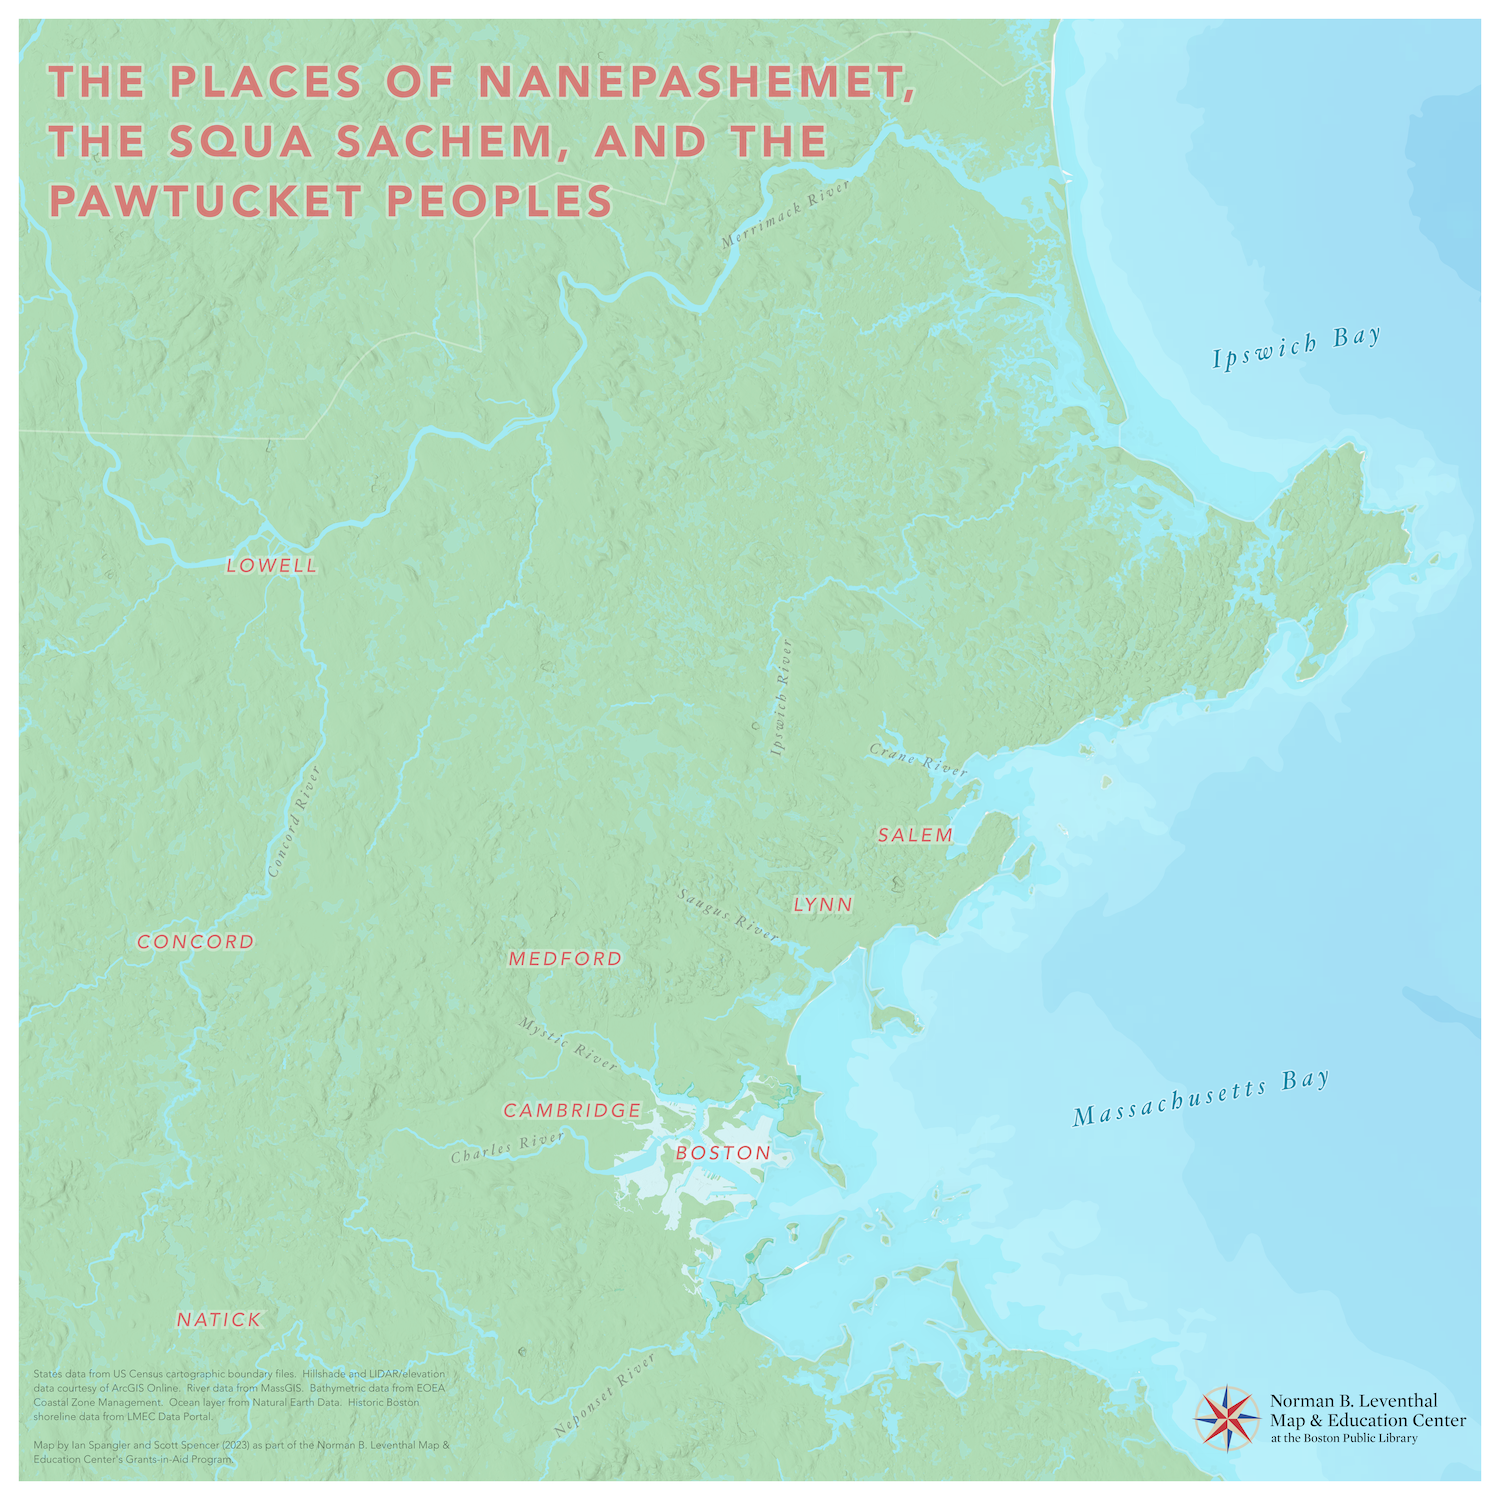 THE PLACES OF NANEPASHEMET,
THE SQUA SACHEM, AND THE
PAWTUCKET PEOPLES
Merrimack River
Ipswich Bay
LOWELL
Ipswich River
Crane River
Concord River
SALEM
LYNN
Saugus River
CONCORD
MEDFORD
Mystic River
Massachusetts Bay
CAMBRIDGE
Charles River
BOSTON
NATICK
Neponset River
States data from US Census cartographic boundary files. Hillshade and LIDAR/elevation
data courtesy of ArcGIS Online. River data from MassGIS. Bathymetric data from EOEA
Coastal Zone Management. Ocean layer from Natural Earth Data. Historic Boston
shoreline data from LMEC Data Portal.
Map by Ian Spangler and Scott Spencer (2023) as part of the Norman B. Leventhal Map &
Education Center's Grants-in-Aid Program.
Norman B. Leventhal
Map & Education Center
at the Boston Public Library